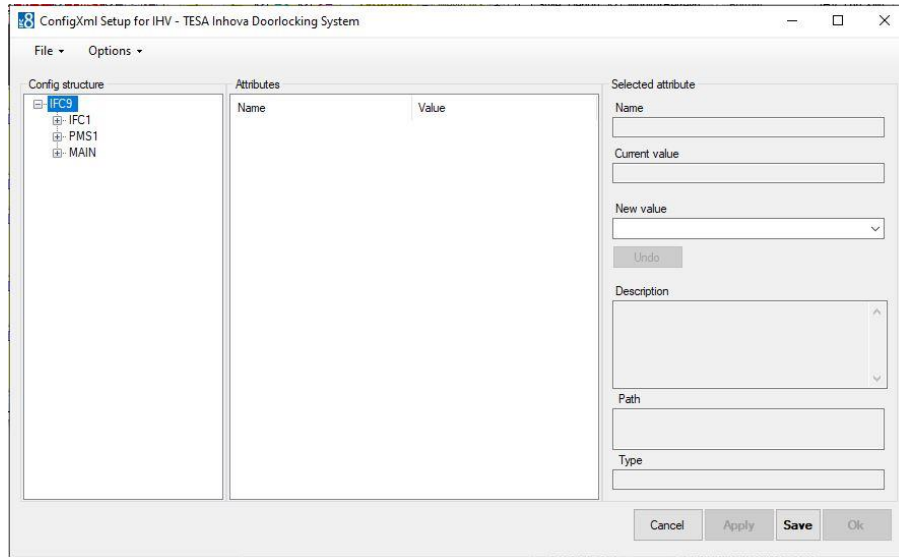 ConfigXml Setup for IHV - TESA Inhova Doorlocking System
File Options
Config structure
IFC9
IFC1
PMS1
MAIN
Attributes
Name Value
Selected attribute
Name
Current value
New value
Undo
Description
Path
Type
Cancel Apply Save Ok